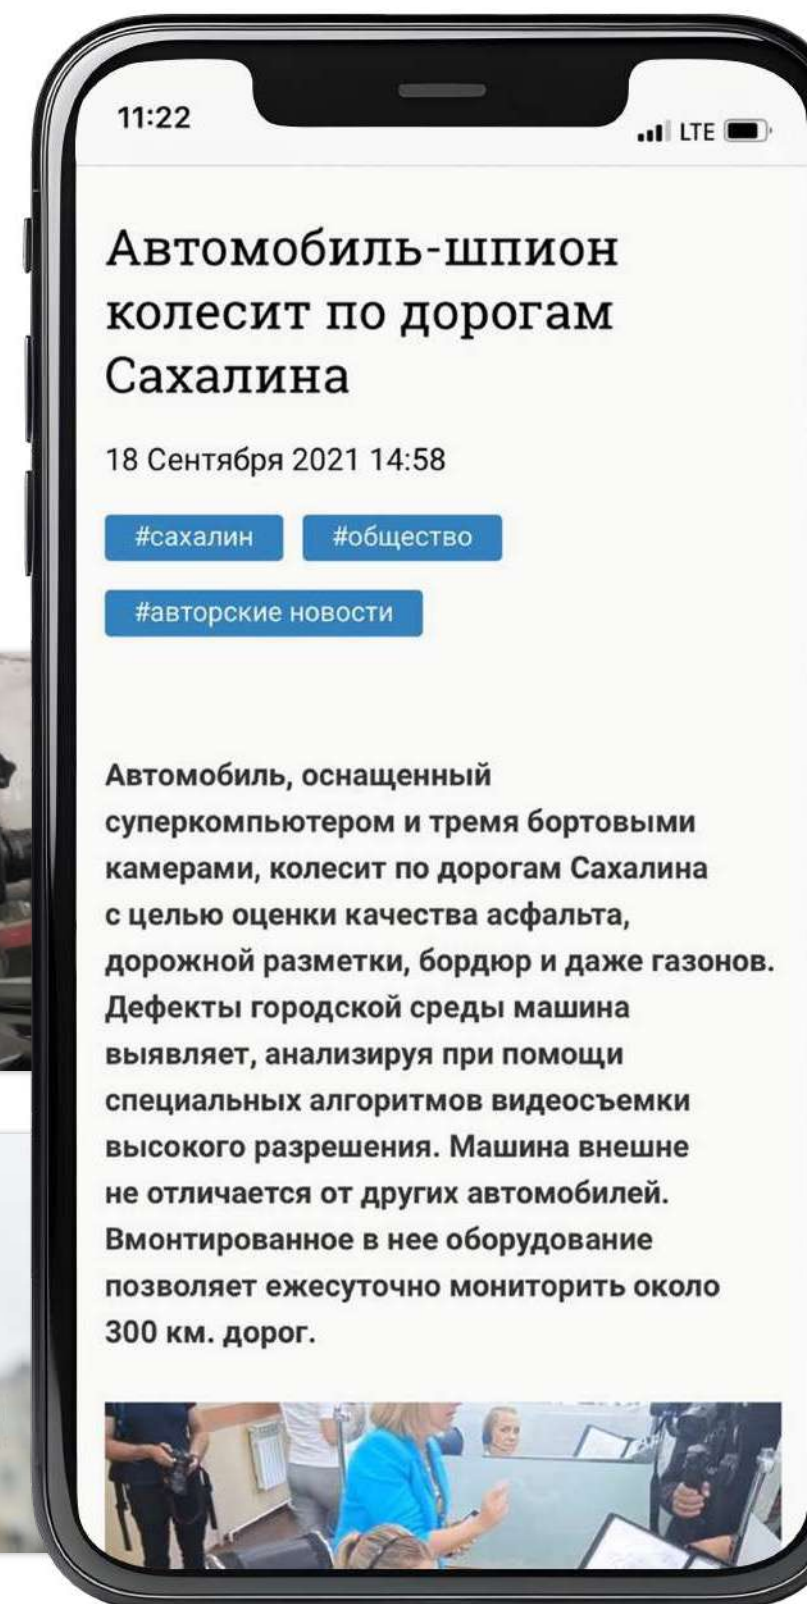 11:22
LTE
Автомобиль-шпион
колесит по дорогам
Сахалина
18 Сентября 2021 14:58
#сахалин #общество
#авторские новости
Автомобиль, оснащенный
суперкомпьютером и тремя бортовыми
камерами, колесит по дорогам Сахалина
с целью оценки качества асфальта,
дорожной разметки, бордюр и даже газонов.
Дефекты городской среды машина
выявляет, анализируя при помощи
специальных алгоритмов видеосъемки
высокого разрешения. Машина внешне
не отличается от других автомобилей.
Вмонтированное в нее оборудование
позволяет ежесуточно мониторить около
300 км. дорог.